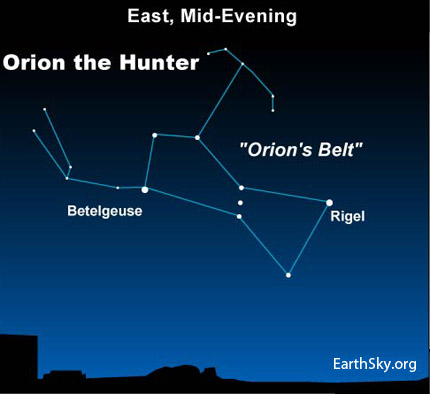 East, Mid-Evening
Orion the Hunter
"Orion's Belt"
Betelgeuse
Rigel
EarthSky.org